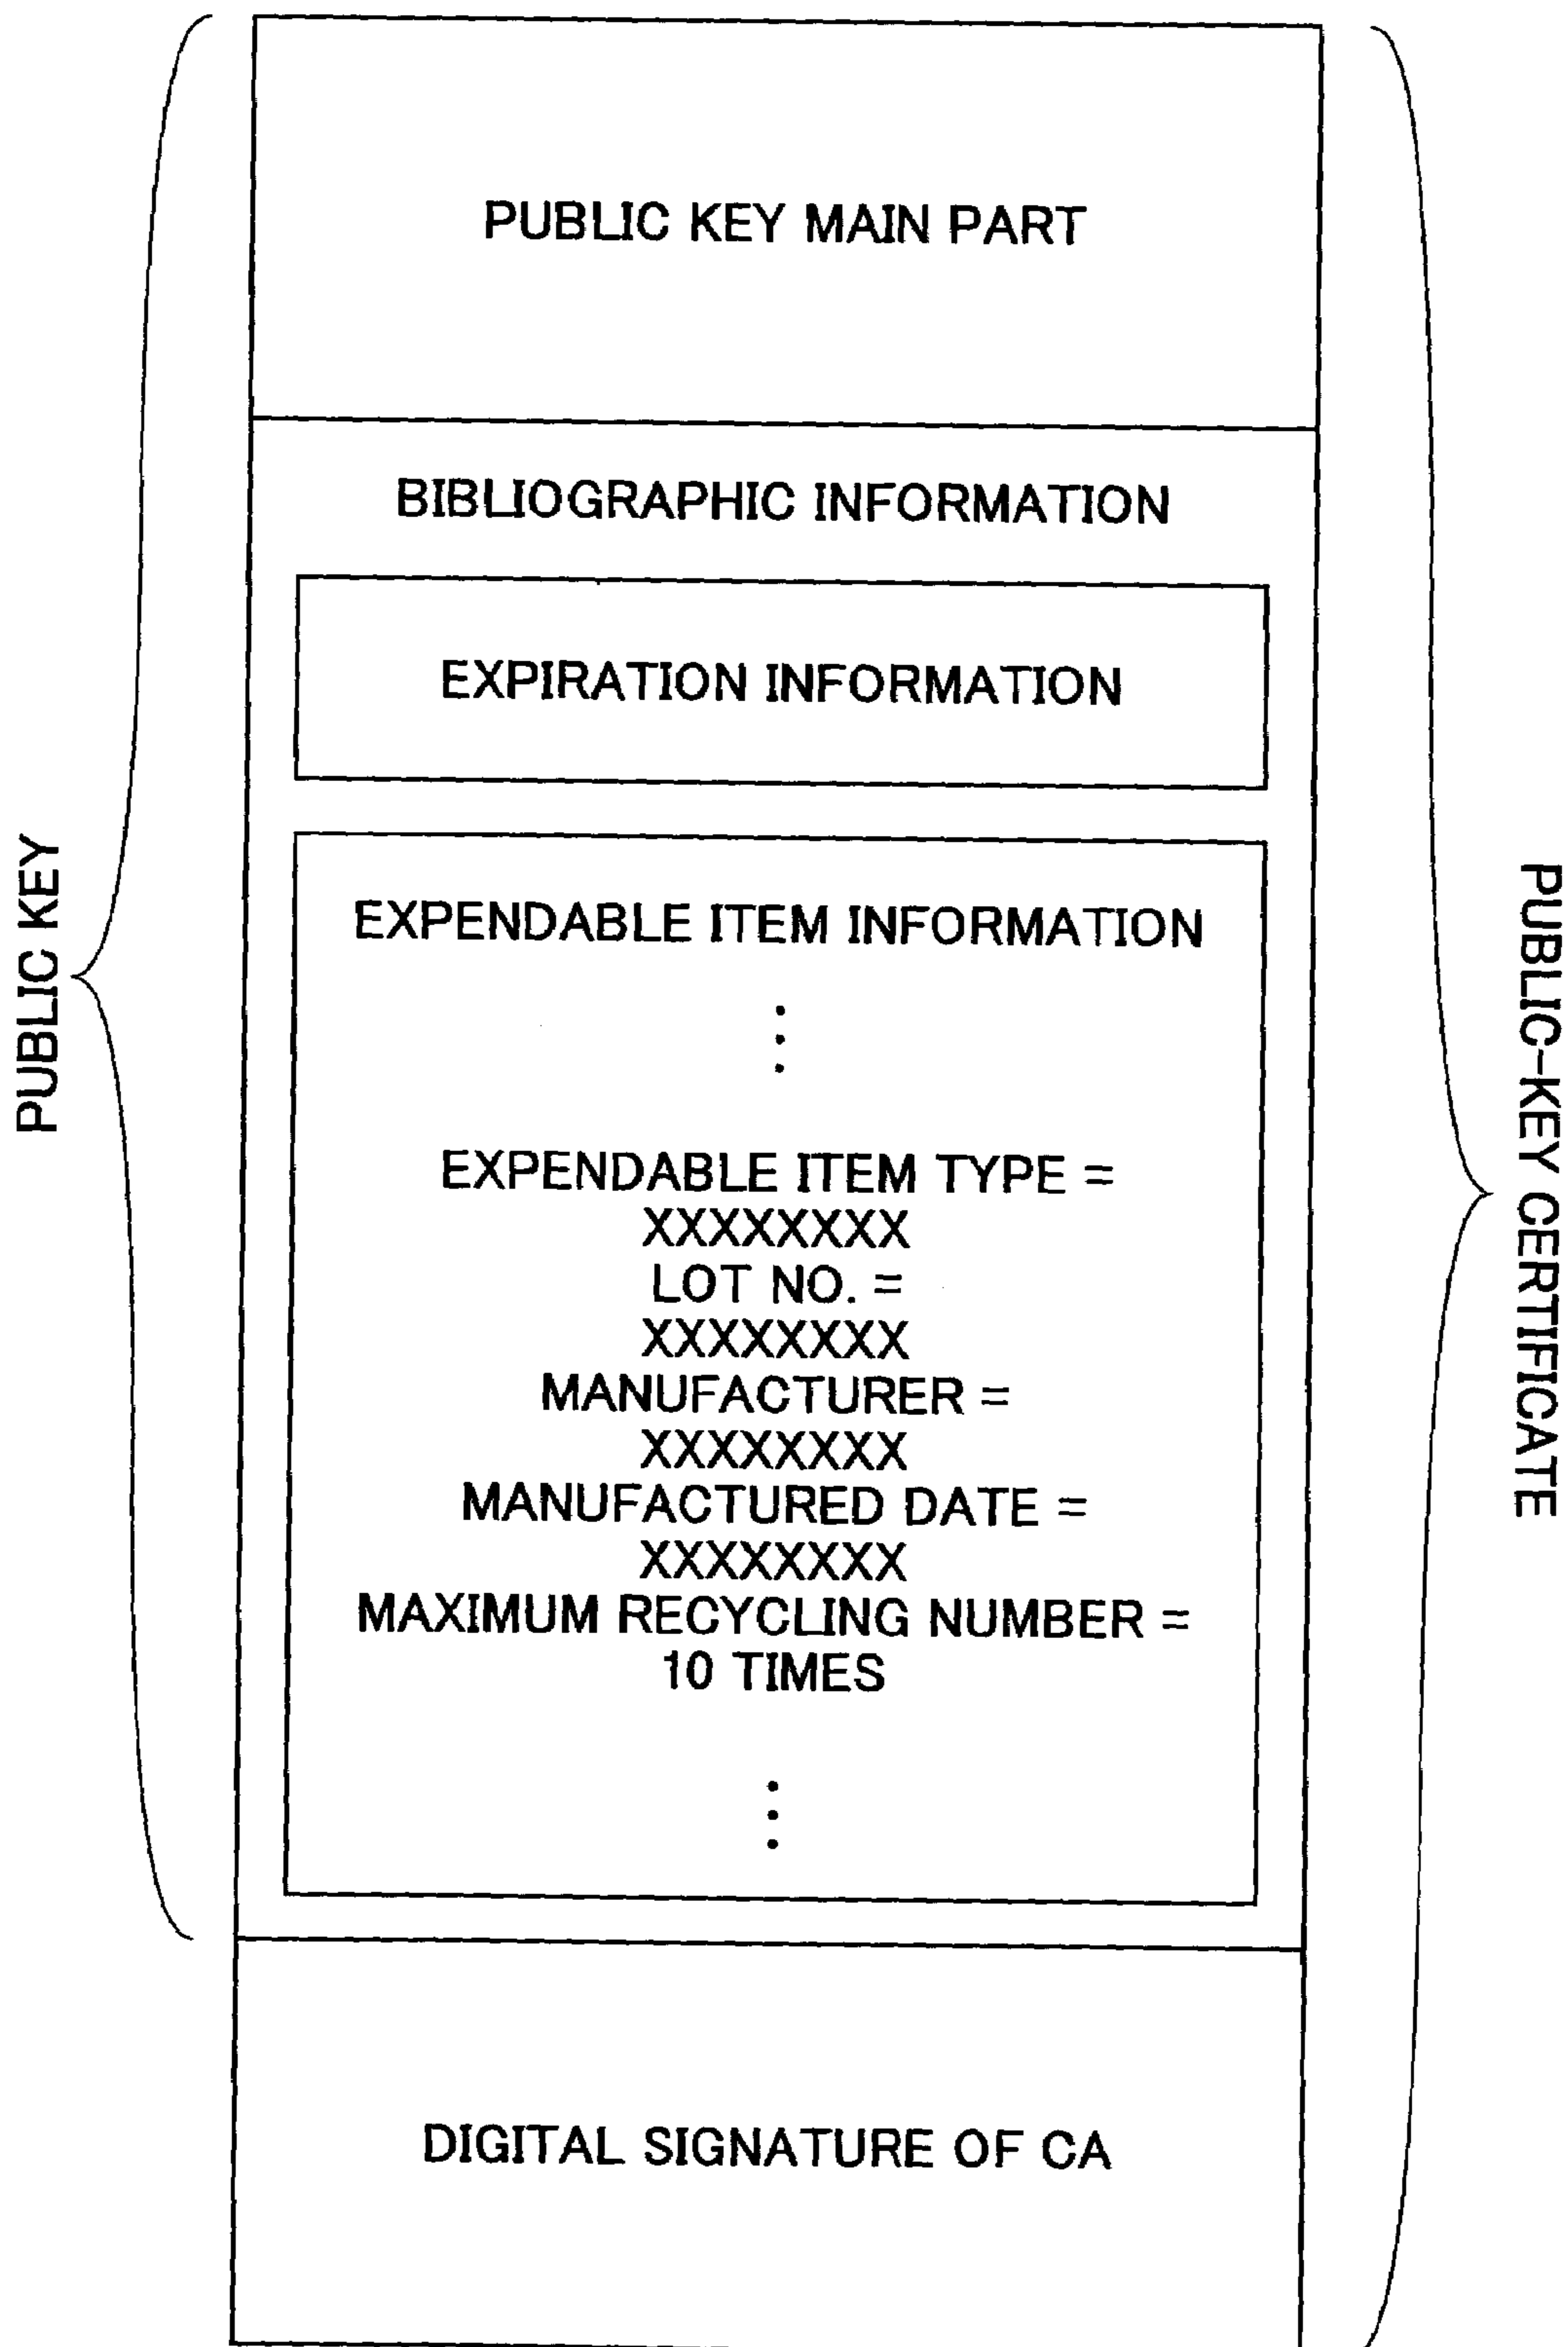 PUBLIC KEY MAIN PART
BIBLIOGRAPHIC INFORMATION
EXPIRATION INFORMATION
EXPENDABLE ITEM INFORMATION
EXPENDABLE ITEM TYPE =
XXXXXXXX
LOT NO. =
XXXXXXXX
MANUFACTURER =
XXXXXXXX
MANUFACTURED DATE =
XXXXXXXX
MAXIMUM RECYCLING NUMBER =
10 TIMES
DIGITAL SIGNATURE OF CA
PUBLIC KEY
PUBLIC-KEY CERTIFICATE